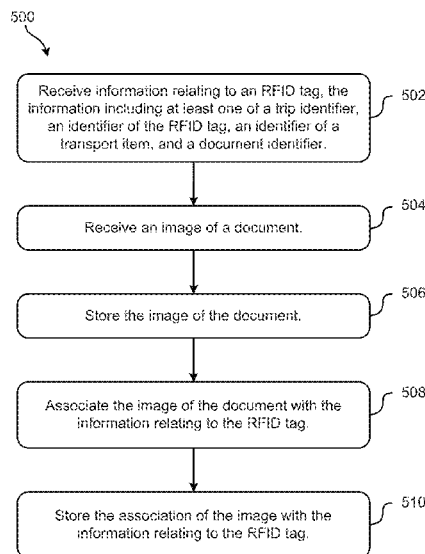 500
Receive information relating to an RFID tag, the
information including at least one of a trip identifier,
an identifier of the RFID tag, an identifier of a
transport item, and a document identifier.
502
Receive an image of a document.
504
Store the image of the document.
506
Associate the image of the document with the
information relating to the RFID tag.
508
Store the association of the image with the
information relating to the RFID tag.
510